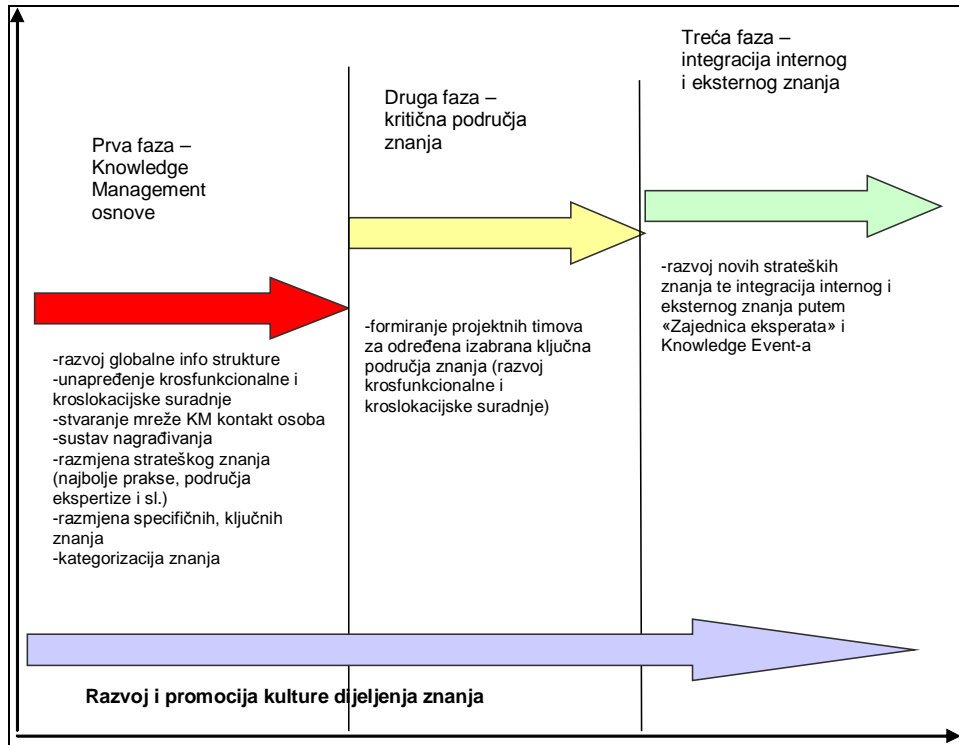 Prva faza –
Knowledge
Management
osnove
-razvoj globalne info strukture
-unapređenje krosfunkcionalne i
kroslokacijske suradnje
-stvaranje mreže KM kontakt osoba
-sustav nagrađivanja
-razmjena strateškog znanja
(najbolje prakse, područja
ekspertize i sl.)
-razmjena specifičnih, ključnih
znanja
-kategorizacija znanja
Druga faza –
kritična područja
znanja
-formiranje projektnih timova
za određena izabrana ključna
područja znanja (razvoj
krosfunkcionalne i
kroslokacijske suradnje)
Treća faza –
integracija internog
i eksternog znanja
-razvoj novih strateških
znanja te integracija internog i
eksternog znanja putem
«Zajednica eksperata» i
Knowledge Event-a
Razvoj i promocija kulture dijeljenja znanja